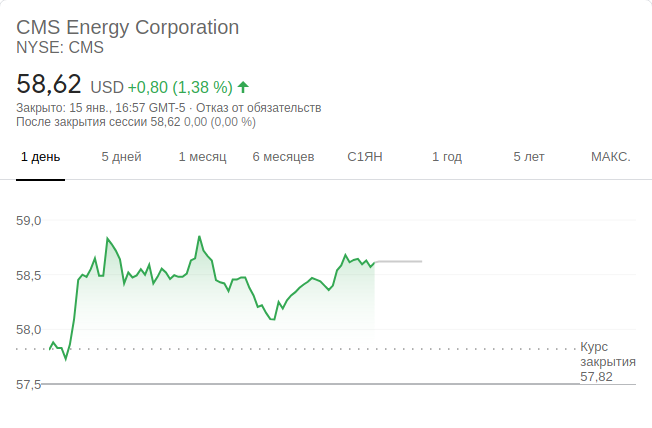 CMS Energy Corporation
NYSE: CMS
58,62 USD +0,80 (1,38 %)
Закрыто: 15 янв., 16:57 GMT-5 · Отказ от обязательств
После закрытия сессии 58,62 0,00 (0,00 %)
1 день 5 дней 1 месяц 6 месяцев С1ЯН 1 год 5 лет МАКС.
59,0
58,5
58,0
Курс
закрытия
57,82
57,5